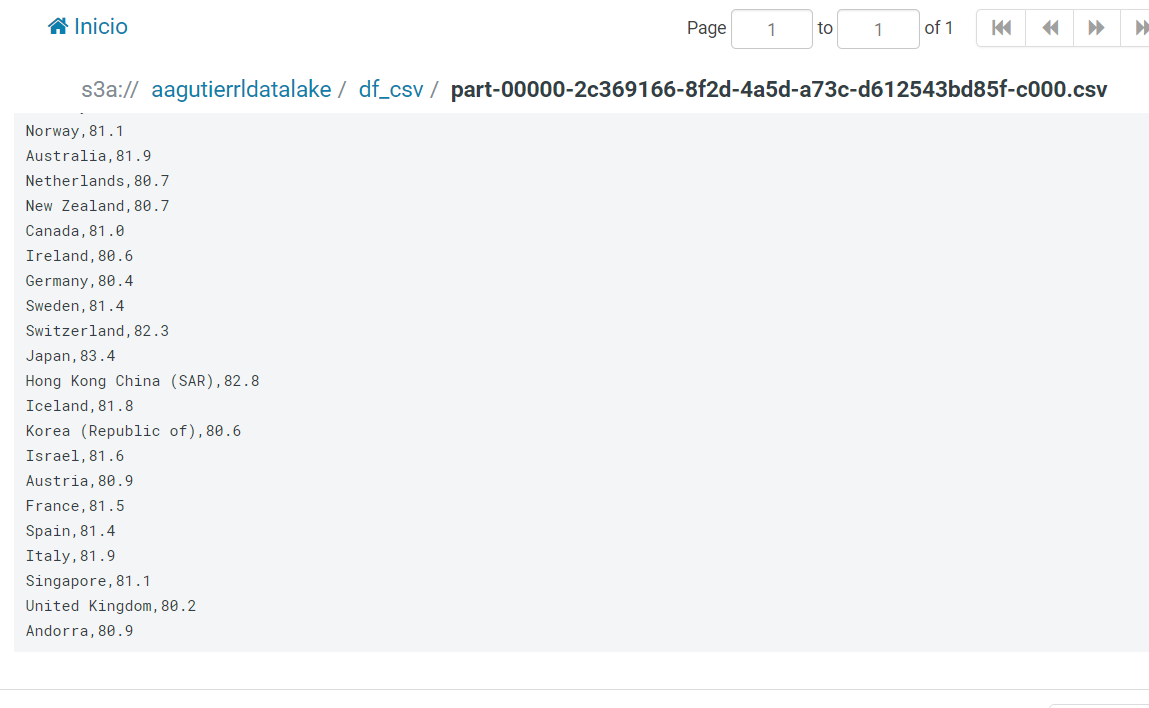 Inicio
Page 1 to 1 of 1
s3a:// aagutierrldatalake / df_csv / part-00000-2c369166-8f2d-4a5d-a73c-d612543bd85f-c000.csv
Norway,81.1
Australia,81.9
Netherlands,80.7
New Zealand,80.7
Canada,81.0
Ireland,80.6
Germany,80.4
Sweden,81.4
Switzerland,82.3
Japan,83.4
Hong Kong China (SAR),82.8
Iceland,81.8
Korea (Republic of),80.6
Israel,81.6
Austria,80.9
France,81.5
Spain,81.4
Italy,81.9
Singapore,81.1
United Kingdom,80.2
Andorra,80.9